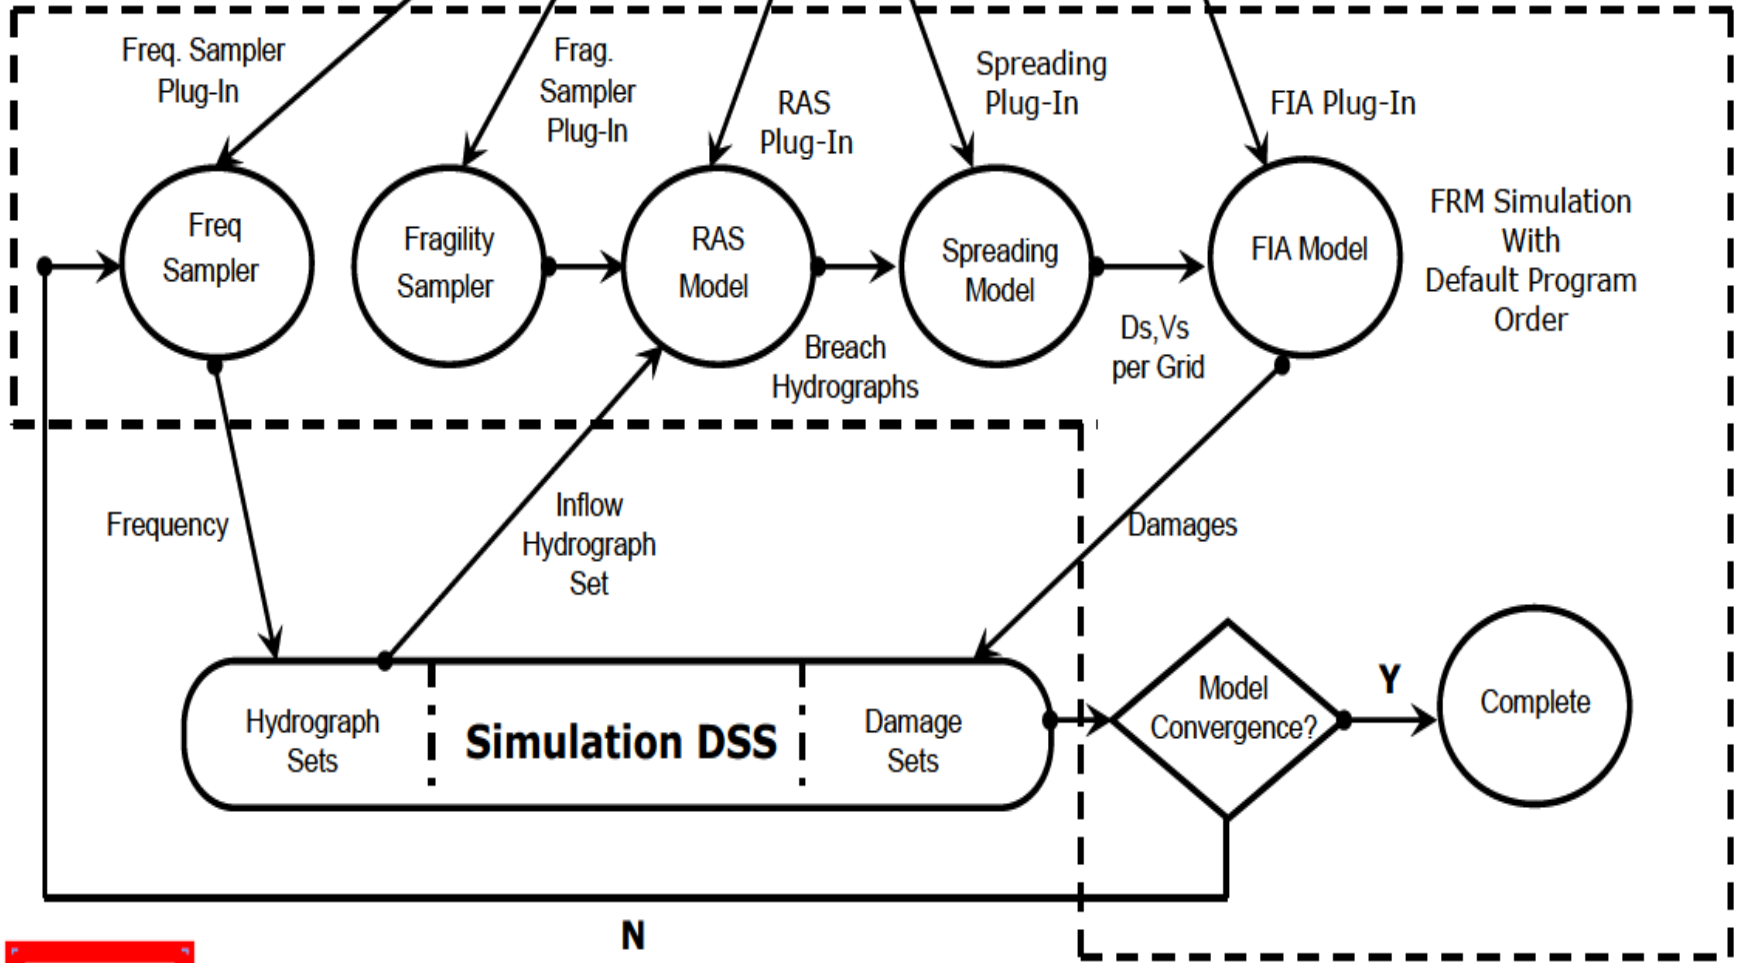 Freq. Sampler
Plug-In
Frag.
Sampler
Plug-In
RAS
Plug-In
Spreading
Plug-In
FIA Plug-In
Freq
Sampler
Fragility
Sampler
RAS
Model
Spreading
Model
FIA Model
FRM Simulation
With
Default Program
Order
Breach
Hydrographs
Ds,Vs
per Grid
Frequency
Inflow
Hydrograph
Set
Damages
Hydrograph
Sets
Simulation DSS
Damage
Sets
Model
Convergence?
Y
Complete
N